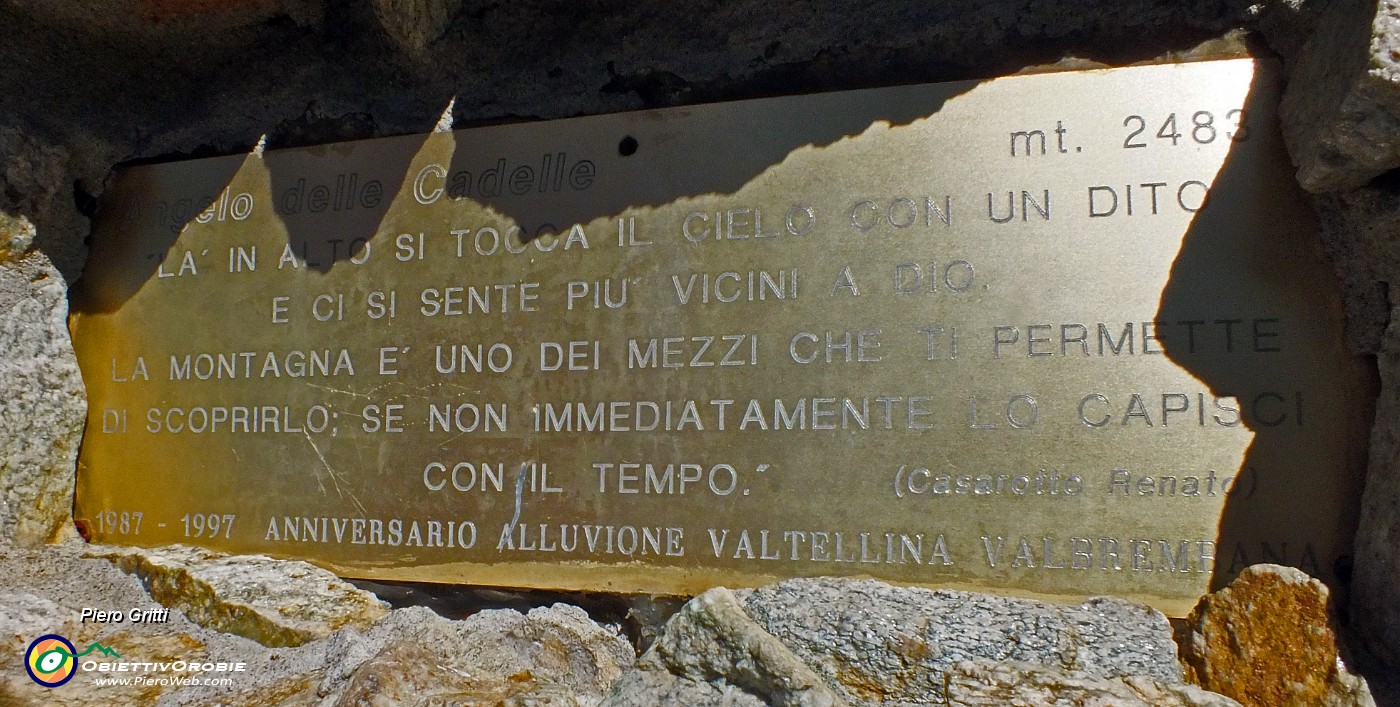 Angelo delle Cadelle mt. 2483
"LA´ IN ALTO SI TOCCA IL CIELO CON UN DITO
E CI SI SENTE PIU´ VICINI A DIO.
LA MONTAGNA E´ UNO DEI MEZZI CHE TI PERMETTE
DI SCOPRIRLO; SE NON IMMEDIATAMENTE LO CAPISCI
CON IL TEMPO."  (Casarotto Renato)
1987 - 1997 ANNIVERSARIO ALLUVIONE VALTELLINA VALBREMBANA
Piero Gritti
OBIETTIVOROBIE
www.PieroWeb.com